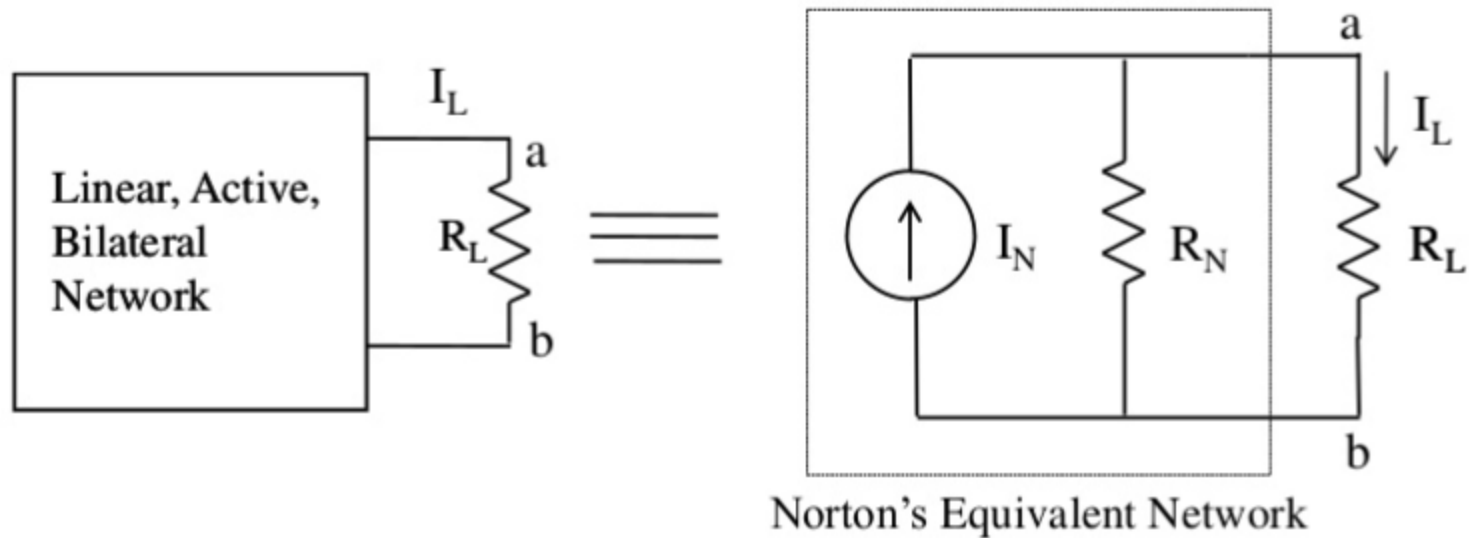 I_L
a
Linear, Active,
Bilateral
Network
R_L
b
a
I_L
I_N
R_N
R_L
b
Norton's Equivalent Network